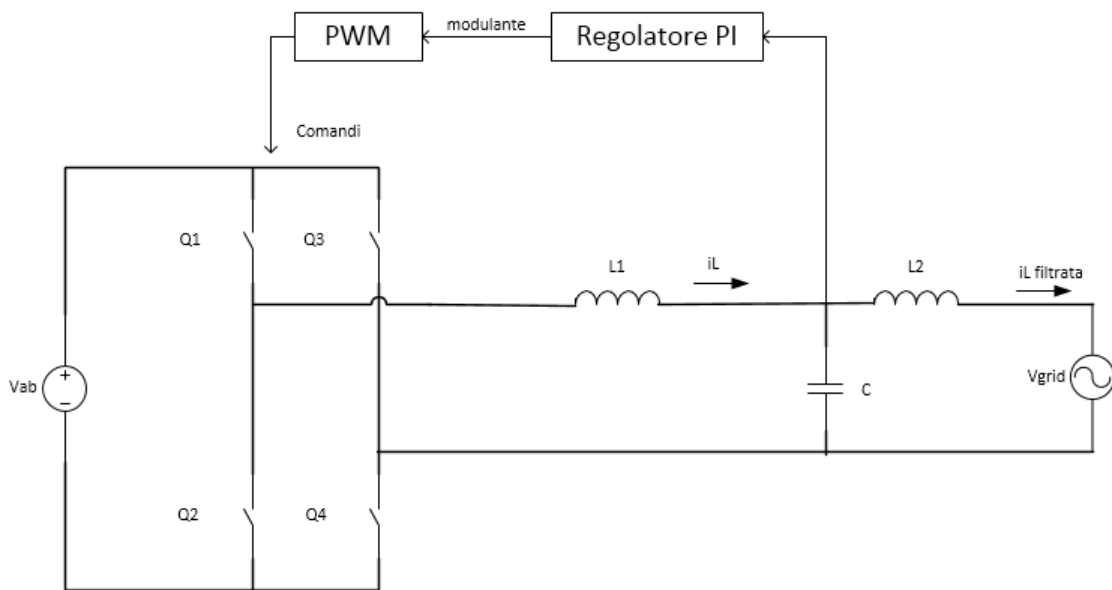 PWM
modulante
Regolatore PI
Comandi
Q1
Q3
L1
iL
L2
iL filtrata
Vab
+
−
C
Vgrid
Q2
Q4